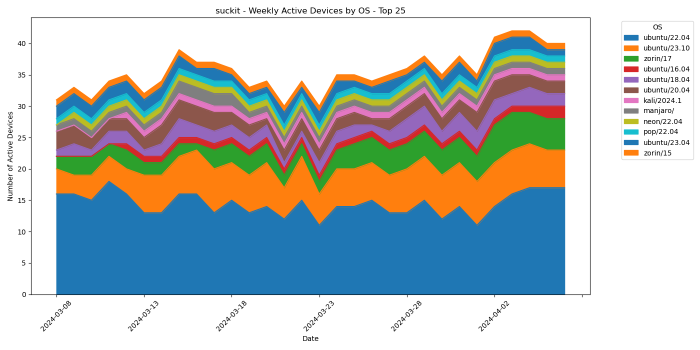 suckit - Weekly Active Devices by OS - Top 25
Number of Active Devices
40
35
30
25
20
15
10
5
0
2024-03-08
2024-03-13
2024-03-18
2024-03-23
2024-03-28
2024-04-02
Date
OS
ubuntu/22.04
ubuntu/23.10
zorin/17
ubuntu/16.04
ubuntu/18.04
ubuntu/20.04
kali/2024.1
manjaro/
neon/22.04
pop/22.04
ubuntu/23.04
zorin/15